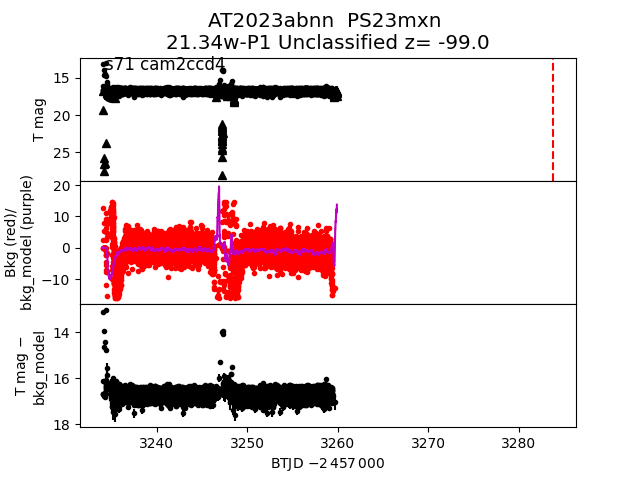 AT2023abnn  PS23mxn
21.34w-P1 Unclassified z= -99.0
s71 cam2ccd4
T mag
15
20
25
Bkg (red)/
bkg_model (purple)
20
10
0
−10
T mag −
bkg_model
14
16
18
3240 3250 3260 3270 3280
BTJD −2 457 000